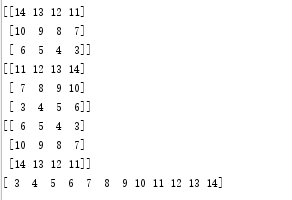 [[14 13 12 11]
 [10  9  8  7]
 [ 6  5  4  3]]
[[11 12 13 14]
 [ 7  8  9 10]
 [ 3  4  5  6]]
[[ 6  5  4  3]
 [10  9  8  7]
 [14 13 12 11]]
[ 3  4  5  6  7  8  9 10 11 12 13 14]